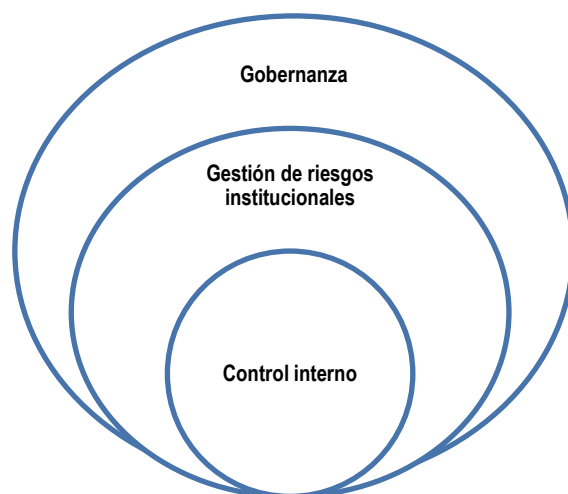 Gobernanza
Gestión de riesgos
institucionales
Control interno